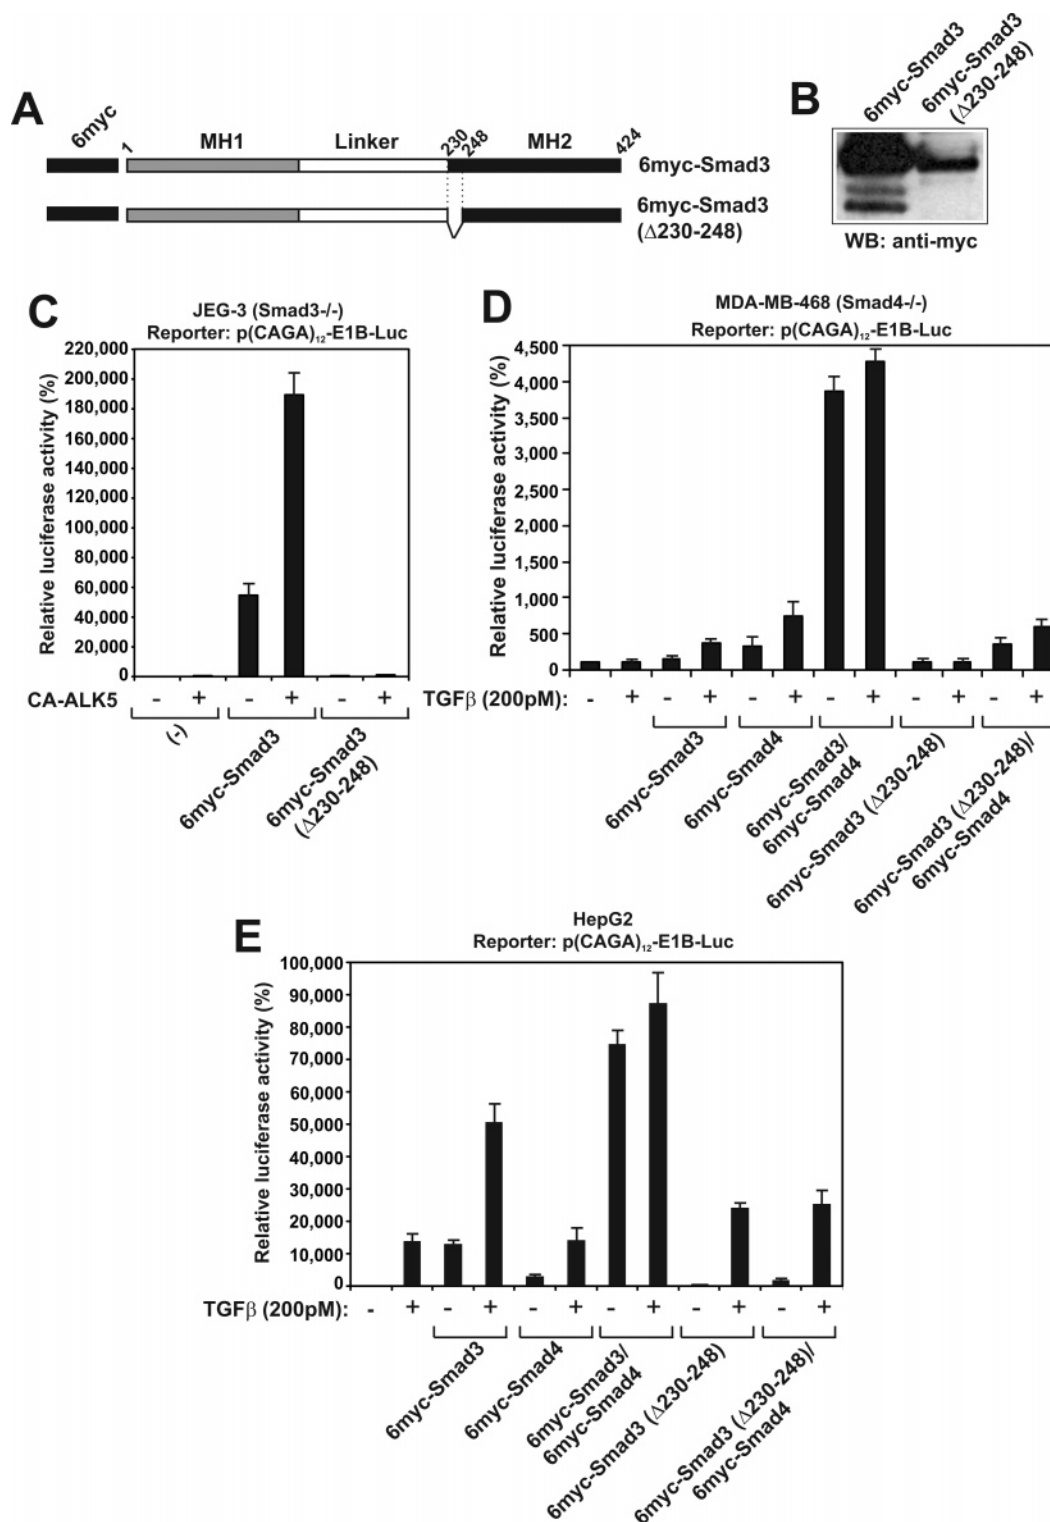 A
6myc
1
MH1
Linker
230
248
MH2
424
6myc-Smad3
6myc-Smad3
(Δ230-248)
B
6myc-Smad3
6myc-Smad3
(Δ230-248)
WB: anti-myc
C
JEG-3 (Smad3-/-)
Reporter: p(CAGA)₁₂-E1B-Luc
Relative luciferase activity (%)
220,000
200,000
180,000
160,000
140,000
120,000
100,000
80,000
60,000
40,000
20,000
0
CA-ALK5 - + - + - +
(-)
6myc-Smad3
6myc-Smad3
(Δ230-248)
D
MDA-MB-468 (Smad4-/-)
Reporter: p(CAGA)₁₂-E1B-Luc
Relative luciferase activity (%)
4,500
4,000
3,500
3,000
2,500
2,000
1,500
1,000
500
0
TGFβ (200pM): - + - + - + - + - + - +
6myc-Smad3
6myc-Smad4
6myc-Smad3/
6myc-Smad4
6myc-Smad3 (Δ230-248)
6myc-Smad3 (Δ230-248)/
6myc-Smad4
E
HepG2
Reporter: p(CAGA)₁₂-E1B-Luc
Relative luciferase activity (%)
100,000
90,000
80,000
70,000
60,000
50,000
40,000
30,000
20,000
10,000
0
TGFβ (200pM): - + - + - + - + - + - +
6myc-Smad3
6myc-Smad4
6myc-Smad3/
6myc-Smad4
6myc-Smad3 (Δ230-248)
6myc-Smad3 (Δ230-248)/
6myc-Smad4